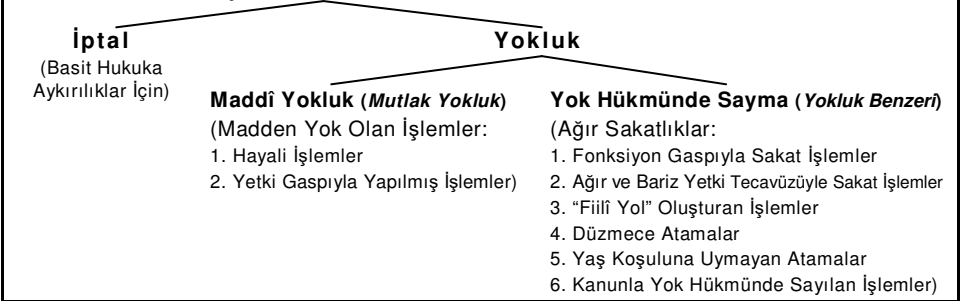 İptal
Yokluk
(Basit Hukuka
Aykırılıklar İçin)
Maddî Yokluk (Mutlak Yokluk)
(Madden Yok Olan İşlemler:
1. Hayali İşlemler
2. Yetki Gaspıyla Yapılmış İşlemler)
Yok Hükmünde Sayma (Yokluk Benzeri)
(Ağır Sakatlıklar:
1. Fonksiyon Gaspıyla Sakat İşlemler
2. Ağır ve Bariz Yetki Tecavüzüyle Sakat İşlemler
3. “Fiilî Yol” Oluşturan İşlemler
4. Düzmece Atamalar
5. Yaş Koşuluna Uymayan Atamalar
6. Kanunla Yok Hükmünde Sayılan İşlemler)